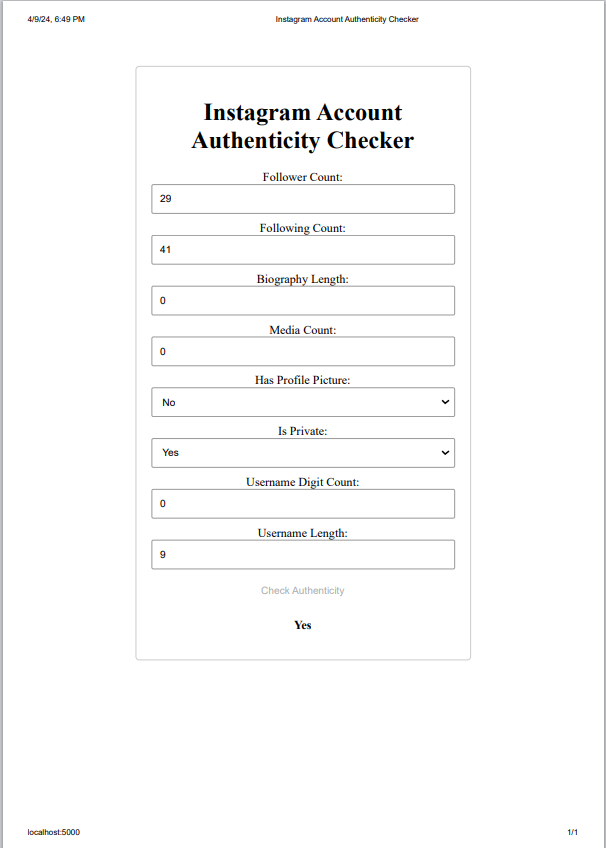 4/9/24, 6:49 PM
Instagram Account Authenticity Checker
Instagram Account
Authenticity Checker
Follower Count:
29
Following Count:
41
Biography Length:
0
Media Count:
0
Has Profile Picture:
No
Is Private:
Yes
Username Digit Count:
0
Username Length:
9
Check Authenticity
Yes
localhost:5000
1/1